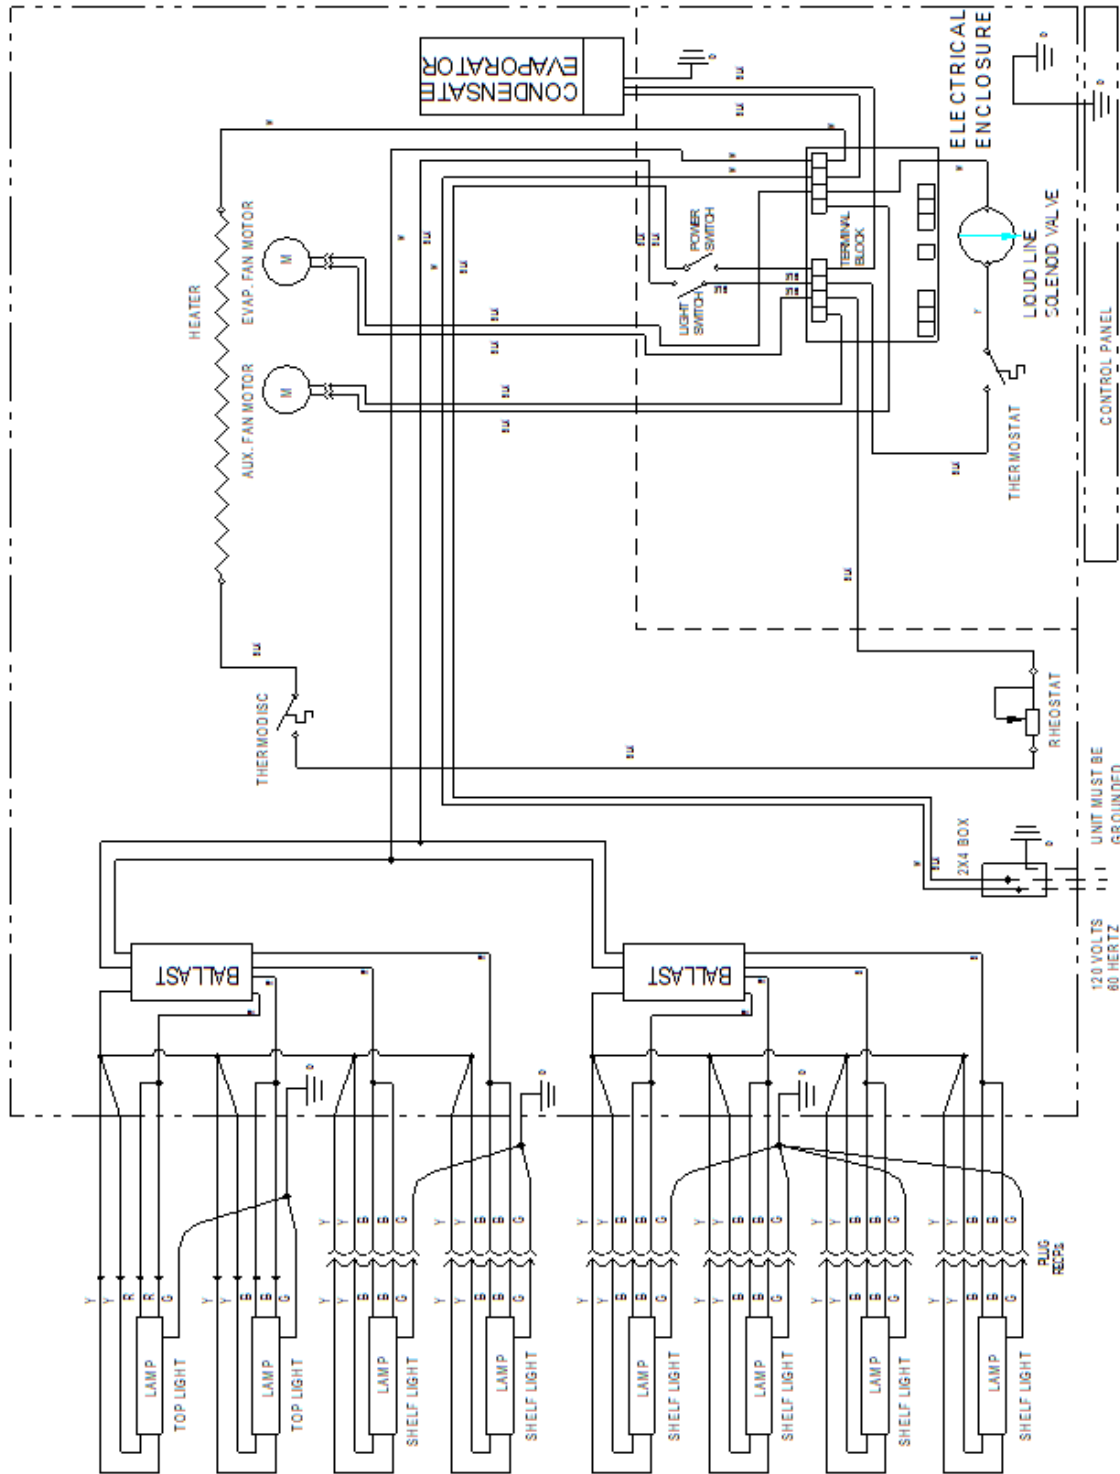 CONDENSATE
EVAPORATOR
ELECTRICAL
ENCLOSURE
HEATER
EVAP. FAN MOTOR
M
AUX. FAN MOTOR
M
POWER
SWITCH
LIGHT
SWITCH
TERMINAL
BLOCK
LIQUID LINE
SOLENOID VALVE
THERMOSTAT
CONTROL PANEL
THERMODISC
RHEOSTAT
2X4 BOX
UNIT MUST BE
GROUNDED
120 VOLTS
60 HERTZ
BALLAST
BALLAST
Y Y R R G
Y Y B B G
Y Y B B G
Y Y B B G
Y Y B B G
Y Y B B G
Y Y B B G
Y Y B B G
Y Y B B G
Y Y B B G
Y Y B B G
Y Y B B G
Y Y B B G
Y Y B B G
PLUG
RECPS.
LAMP
TOP LIGHT
LAMP
TOP LIGHT
LAMP
SHELF LIGHT
LAMP
SHELF LIGHT
LAMP
SHELF LIGHT
LAMP
SHELF LIGHT
LAMP
SHELF LIGHT
LAMP
SHELF LIGHT